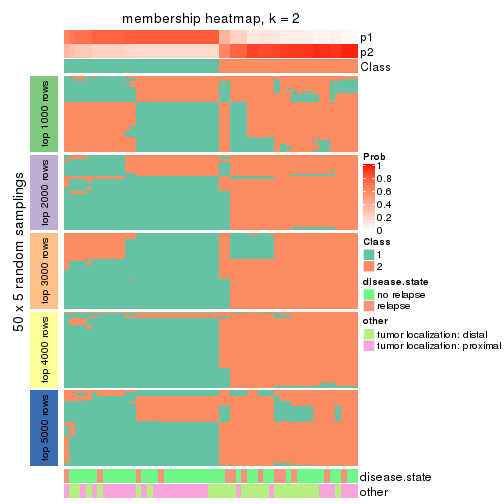 membership heatmap, k = 2
p1
p2
Class
50 x 5 random samplings
top 1000 rows
top 2000 rows
top 3000 rows
top 4000 rows
top 5000 rows
Prob
1
0.8
0.6
0.4
0.2
0
Class
1
2
disease.state
no relapse
relapse
other
tumor localization: distal
tumor localization: proximal
disease.state
other